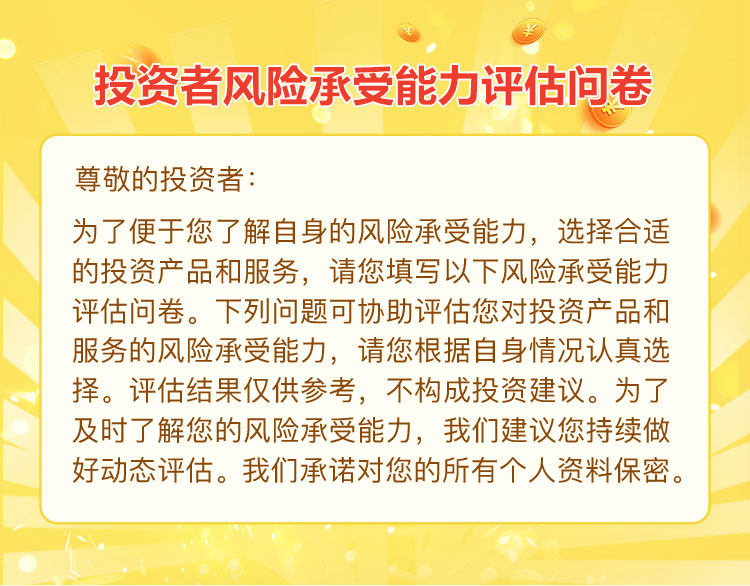 投资者风险承受能力评估问卷
尊敬的投资者：
为了便于您了解自身的风险承受能力，选择合适
的投资产品和服务，请您填写以下风险承受能力
评估问卷。下列问题可协助评估您对投资产品和
服务的风险承受能力，请您根据自身情况认真选
择。评估结果仅供参考，不构成投资建议。为了
及时了解您的风险承受能力，我们建议您持续做
好动态评估。我们承诺对您的所有个人资料保密。